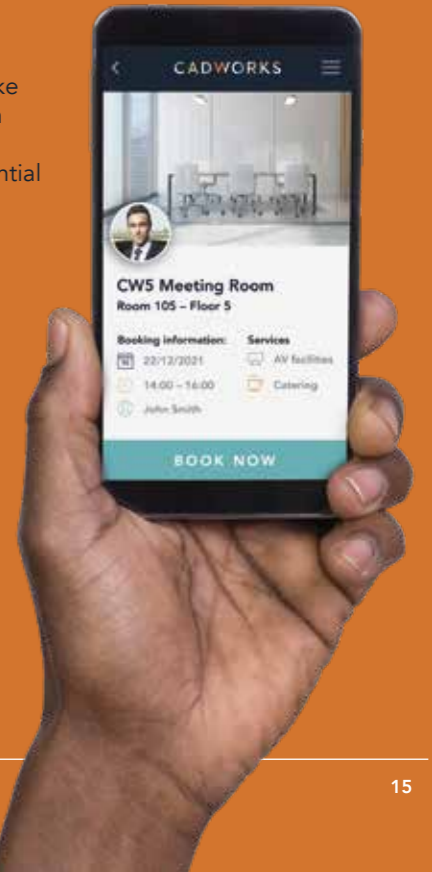 ke
ntial
CADWORKS
CW5 Meeting Room
Room 105 – Floor 5
Booking information:
22/12/2021
14:00 – 16:00
John Smith
Services
AV facilities
Catering
BOOK NOW
15